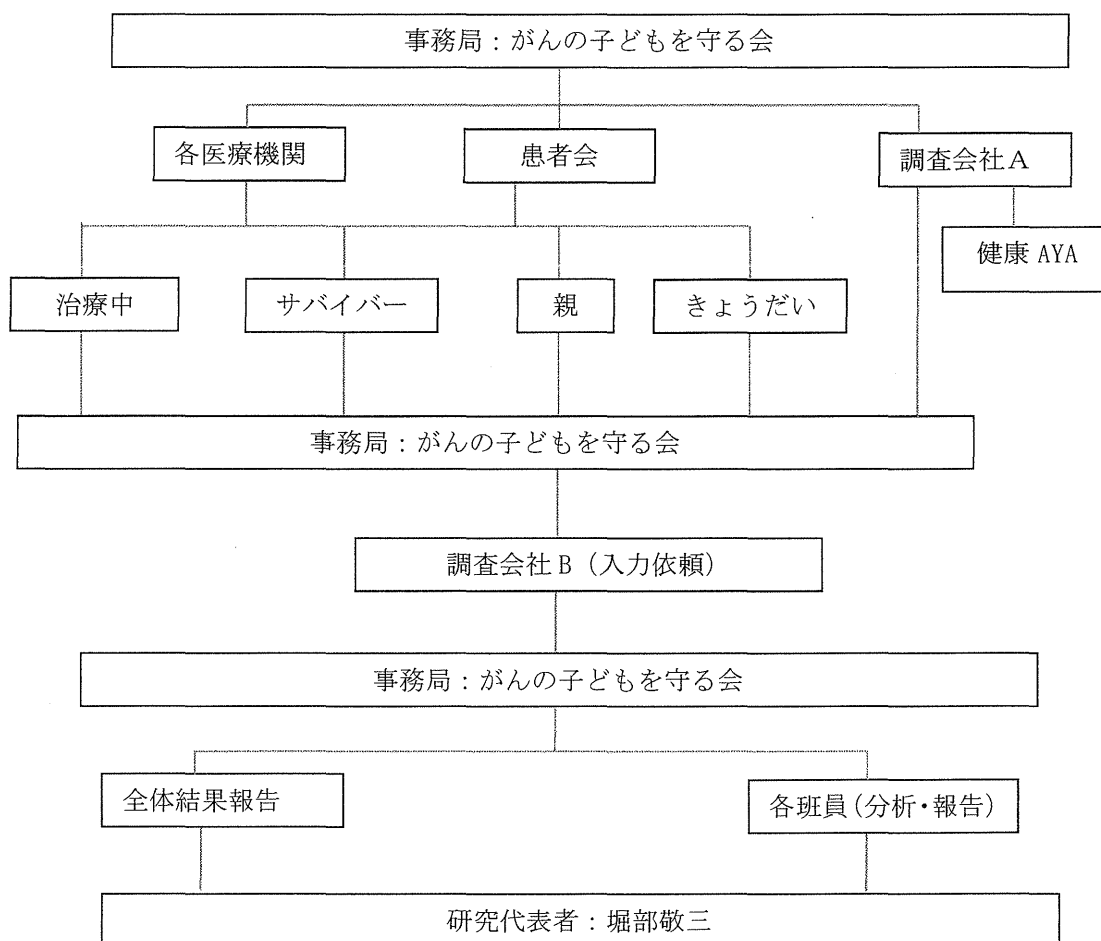 事務局：がんの子どもを守る会
各医療機関
患者会
調査会社Ａ
健康 AYA
治療中
サバイバー
親
きょうだい
事務局：がんの子どもを守る会
調査会社 B（入力依頼）
事務局：がんの子どもを守る会
全体結果報告
各班員(分析・報告)
研究代表者：堀部敬三